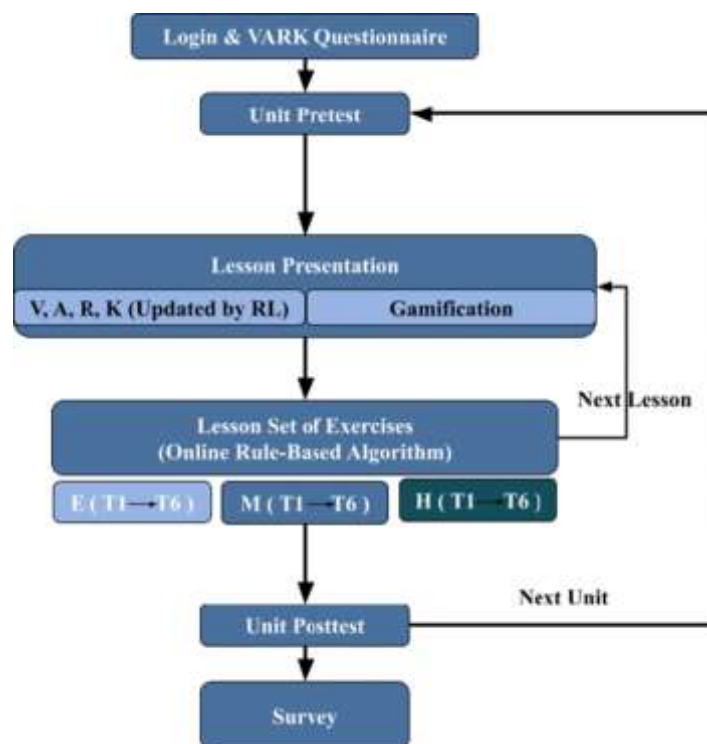 Login & VARK Questionnaire
Unit Pretest
Lesson Presentation
V, A, R, K (Updated by RL)
Gamification
Next Lesson
Lesson Set of Exercises
(Online Rule-Based Algorithm)
E ( T1→T6 )
M ( T1→T6 )
H ( T1→T6 )
Next Unit
Unit Posttest
Survey